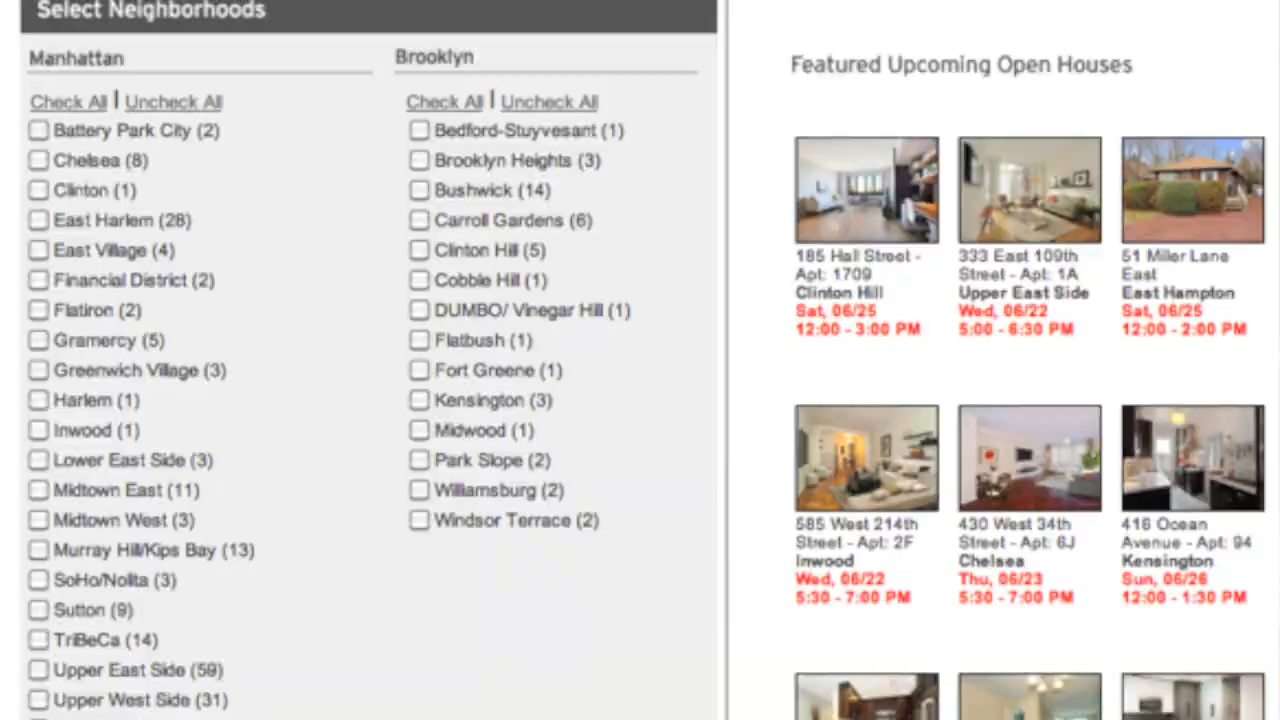 Select Neighborhoods
Manhattan
Check All | Uncheck All
Battery Park City (2)
Chelsea (8)
Clinton (1)
East Harlem (28)
East Village (4)
Financial District (2)
Flatiron (2)
Gramercy (5)
Greenwich Village (3)
Harlem (1)
Inwood (1)
Lower East Side (3)
Midtown East (11)
Midtown West (3)
Murray Hill/Kips Bay (13)
SoHo/Nolita (3)
Sutton (9)
TriBeCa (14)
Upper East Side (59)
Upper West Side (31)
Brooklyn
Check All | Uncheck All
Bedford-Stuyvesant (1)
Brooklyn Heights (3)
Bushwick (14)
Carroll Gardens (6)
Clinton Hill (5)
Cobble Hill (1)
DUMBO/ Vinegar Hill (1)
Flatbush (1)
Fort Greene (1)
Kensington (3)
Midwood (1)
Park Slope (2)
Williamsburg (2)
Windsor Terrace (2)
Featured Upcoming Open Houses
185 Hall Street -
Apt: 1709
Clinton Hill
Sat, 06/25
12:00 - 3:00 PM
333 East 109th
Street - Apt: 1A
Upper East Side
Wed, 06/22
5:00 - 6:30 PM
51 Miller Lane
East
East Hampton
Sat, 06/25
12:00 - 2:00 PM
585 West 214th
Street - Apt: 2F
Inwood
Wed, 06/22
5:30 - 7:00 PM
430 West 34th
Street - Apt: 6J
Chelsea
Thu, 06/23
5:30 - 7:00 PM
416 Ocean
Avenue - Apt: 94
Kensington
Sun, 06/26
12:00 - 1:30 PM